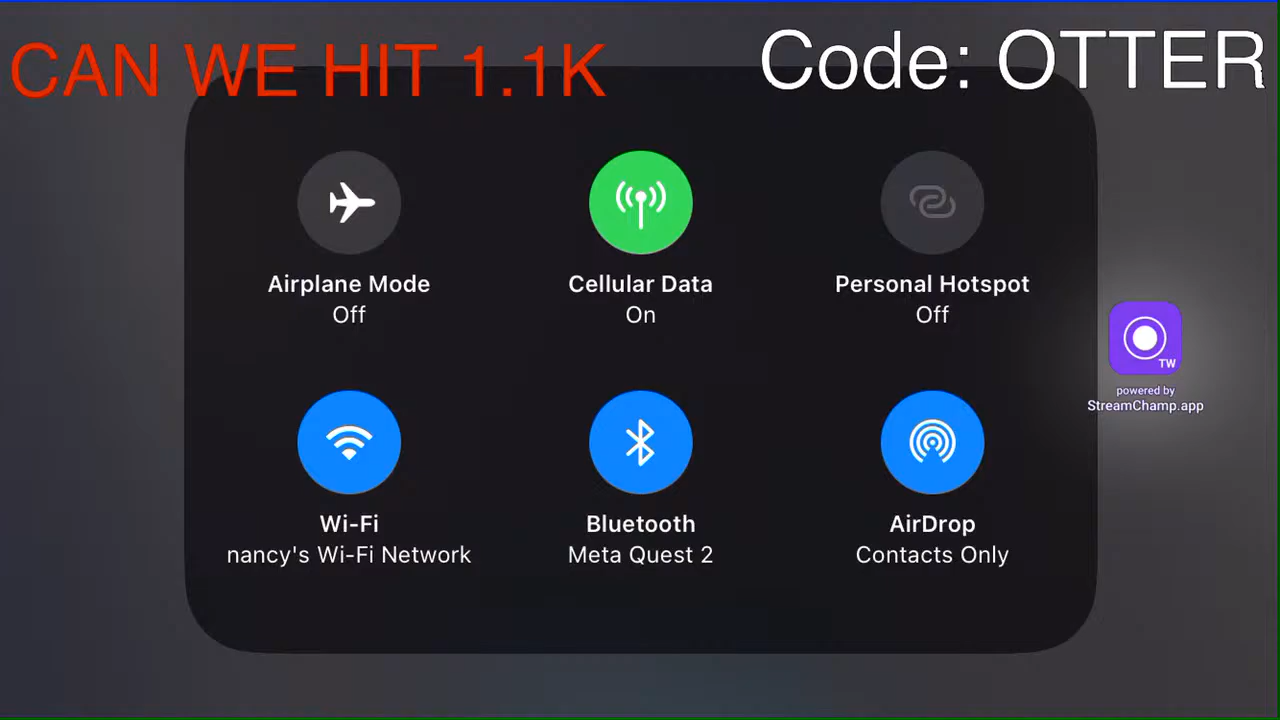 CAN WE HIT 1.1K
Code: OTTER
Airplane Mode
Off
Cellular Data
On
Personal Hotspot
Off
TW
powered by
StreamChamp.app
Wi-Fi
nancy's Wi-Fi Network
Bluetooth
Meta Quest 2
AirDrop
Contacts Only